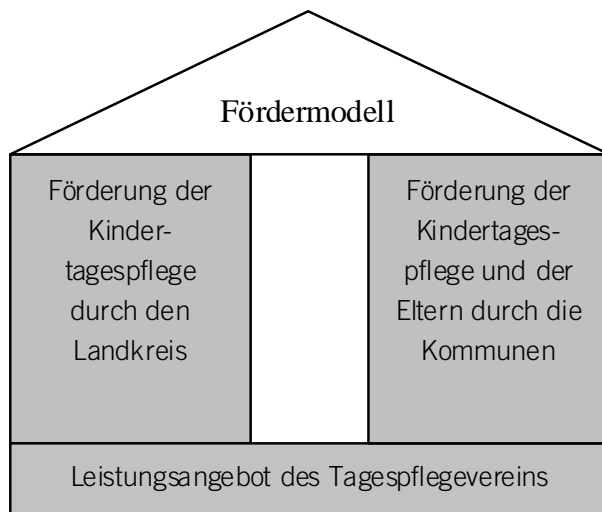 Fördermodell
Förderung der
Kinder-
tagespflege
durch den
Landkreis
Förderung der
Kindertages-
pflege und der
Eltern durch die
Kommunen
Leistungsangebot des Tagespflegevereins